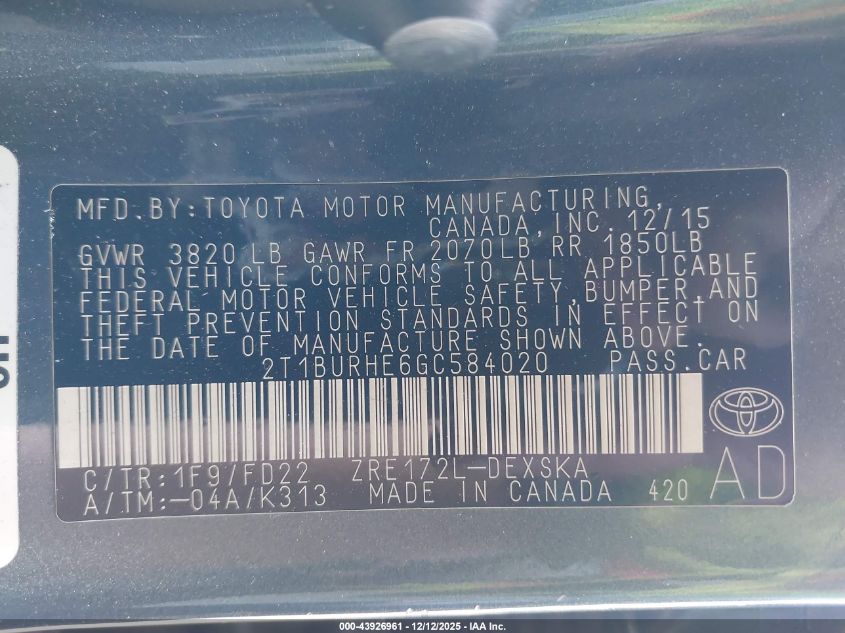 MFD.BY:TOYOTA MOTOR MANUFACTURING,
CANADA,INC. 12/15
GVWR 3820 LB GAWR FR 2070LB RR 1850LB
THIS VEHICLE CONFORMS TO ALL APPLICABLE
FEDERAL MOTOR VEHICLE SAFETY,BUMPER,AND
THEFT PREVENTION STANDARDS IN EFFECT ON
THE DATE OF MANUFACTURE SHOWN ABOVE.
2T1BURHE6GC584020 PASS.CAR
C/TR:1F9/FD22 ZRE172L-DEXSKA
A/TM:-04A/K313 MADE IN CANADA 420 AD
000-43926961 - 12/12/2025 - IAA Inc.